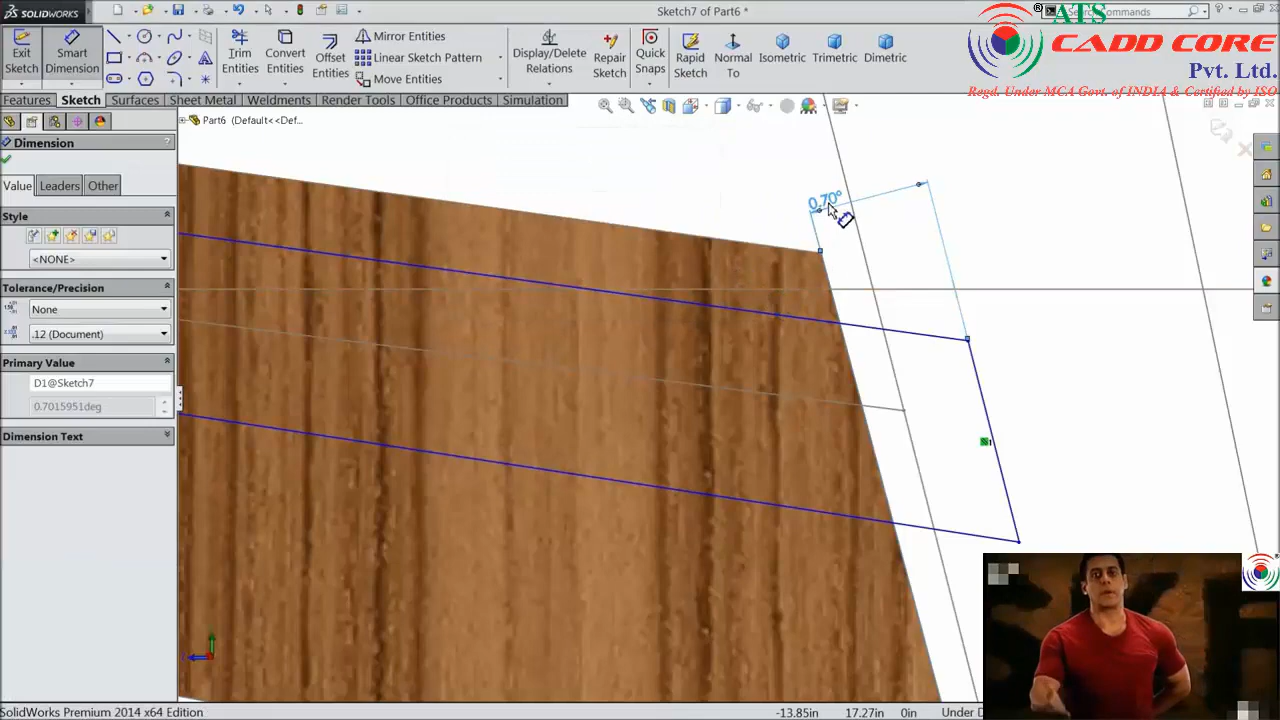 SOLIDWORKS
Sketch7 of Part6 *
Commands
®
ATS
CADD CORE
Pvt. Ltd.
Regd. Under MCA Govt. of INDIA & Certified by ISO
Exit Sketch
Smart Dimension
Trim Entities
Convert Entities
Offset Entities
Mirror Entities
Linear Sketch Pattern
Move Entities
Display/Delete Relations
Repair Sketch
Quick Snaps
Rapid Sketch
Normal To
Isometric
Trimetric
Dimetric
Features
Sketch
Surfaces
Sheet Metal
Weldments
Render Tools
Office Products
Simulation
Part6 (Default<<Def...
Dimension
?
Value
Leaders
Other
Style
<NONE>
Tolerance/Precision
None
.12 (Document)
Primary Value
D1@Sketch7
0.7015951deg
Dimension Text
0.70°
1
SolidWorks Premium 2014 x64 Edition
-13.85in
17.27in
0in
Under D